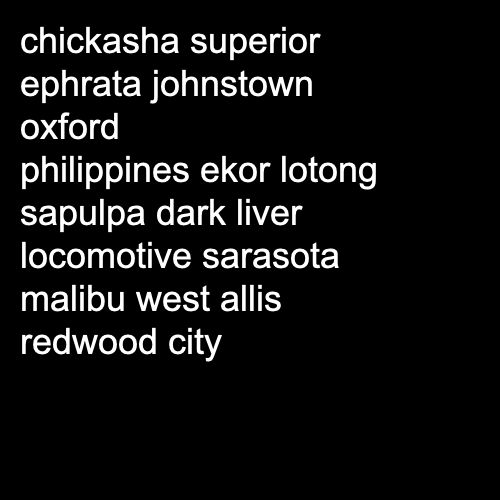 chickasha superior
ephrata johnstown
oxford
philippines ekor lotong
sapulpa dark liver
locomotive sarasota
malibu west allis
redwood city